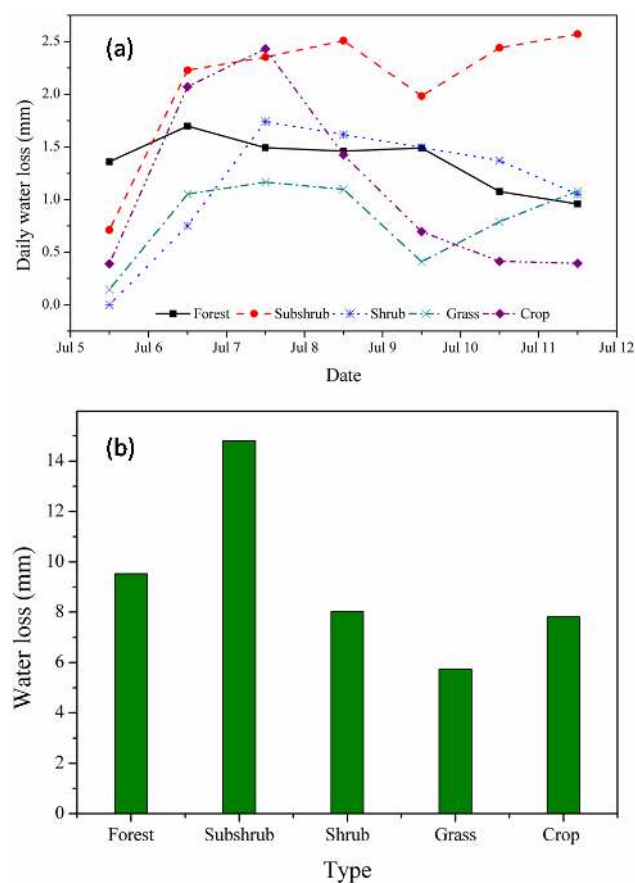 (a)
2.5
2.0
1.5
1.0
0.5
0.0
Daily water loss (mm)
Forest Subshrub Shrub Grass Crop
Jul 5 Jul 6 Jul 7 Jul 8 Jul 9 Jul 10 Jul 11 Jul 12
Date
(b)
14
12
10
8
6
4
2
0
Water loss (mm)
Forest Subshrub Shrub Grass Crop
Type